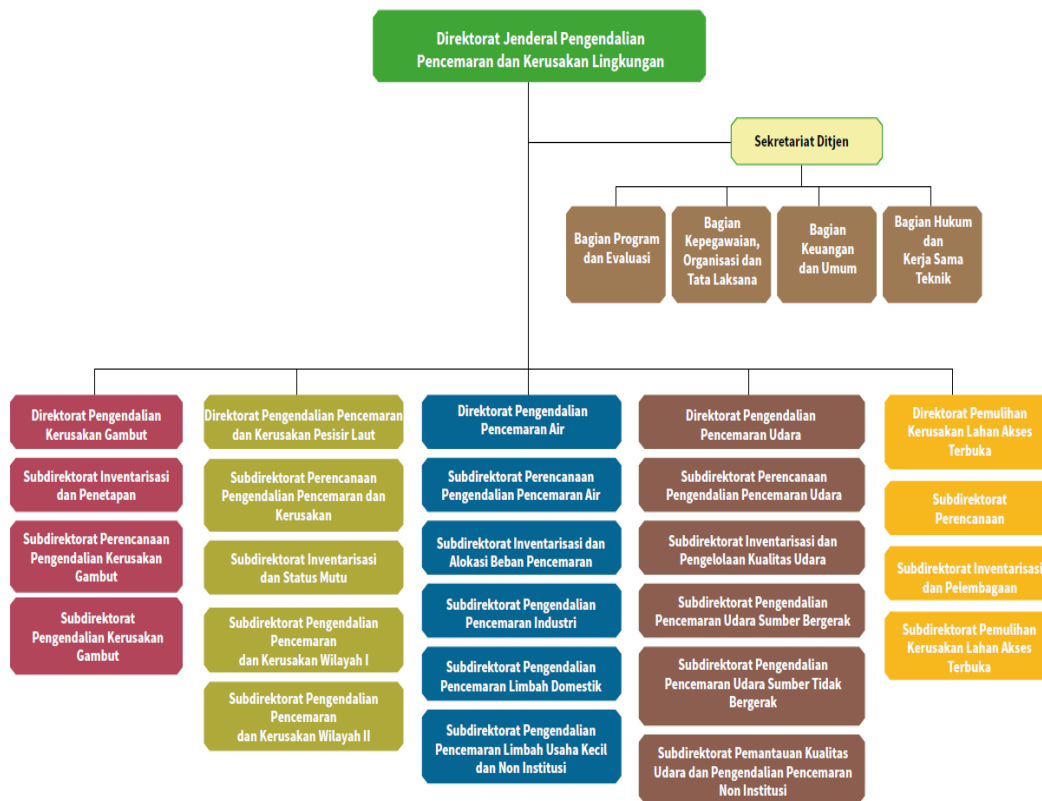 Direktorat Jenderal Pengendalian
Pencemaran dan Kerusakan Lingkungan
Sekretariat Ditjen
Bagian Program
dan Evaluasi
Bagian
Kepegawaian,
Organisasi dan
Tata Laksana
Bagian
Keuangan
dan Umum
Bagian Hukum
dan
Kerja Sama
Teknik
Direktorat Pengendalian
Kerusakan Gambut
Subdirektorat Inventarisasi
dan Penetapan
Subdirektorat Perencanaan
Pengendalian Kerusakan
Gambut
Subdirektorat
Pengendalian Kerusakan
Gambut
Direktorat Pengendalian Pencemaran
dan Kerusakan Pesisir Laut
Subdirektorat Perencanaan
Pengendalian Pencemaran dan
Kerusakan
Subdirektorat Inventarisasi
dan Status Mutu
Subdirektorat Pengendalian
Pencemaran
dan Kerusakan Wilayah I
Subdirektorat Pengendalian
Pencemaran
dan Kerusakan Wilayah II
Direktorat Pengendalian
Pencemaran Air
Subdirektorat Perencanaan
Pengendalian Pencemaran Air
Subdirektorat Inventarisasi dan
Alokasi Beban Pencemaran
Subdirektorat Pengendalian
Pencemaran Industri
Subdirektorat Pengendalian
Pencemaran Limbah Domestik
Subdirektorat Pengendalian
Pencemaran Limbah Usaha Kecil
dan Non Institusi
Direktorat Pengendalian
Pencemaran Udara
Subdirektorat Perencanaan
Pengendalian Pencemaran Udara
Subdirektorat Inventarisasi dan
Pengelolaan Kualitas Udara
Subdirektorat Pengendalian
Pencemaran Udara Sumber Bergerak
Subdirektorat Pengendalian
Pencemaran Udara Sumber Tidak
Bergerak
Subdirektorat Pemantauan Kualitas
Udara dan Pengendalian Pencemaran
Non Institusi
Direktorat Pemulihan
Kerusakan Lahan Akses
Terbuka
Subdirektorat
Perencanaan
Subdirektorat Inventarisasi
dan Pelembagaan
Subdirektorat Pemulihan
Kerusakan Lahan Akses
Terbuka